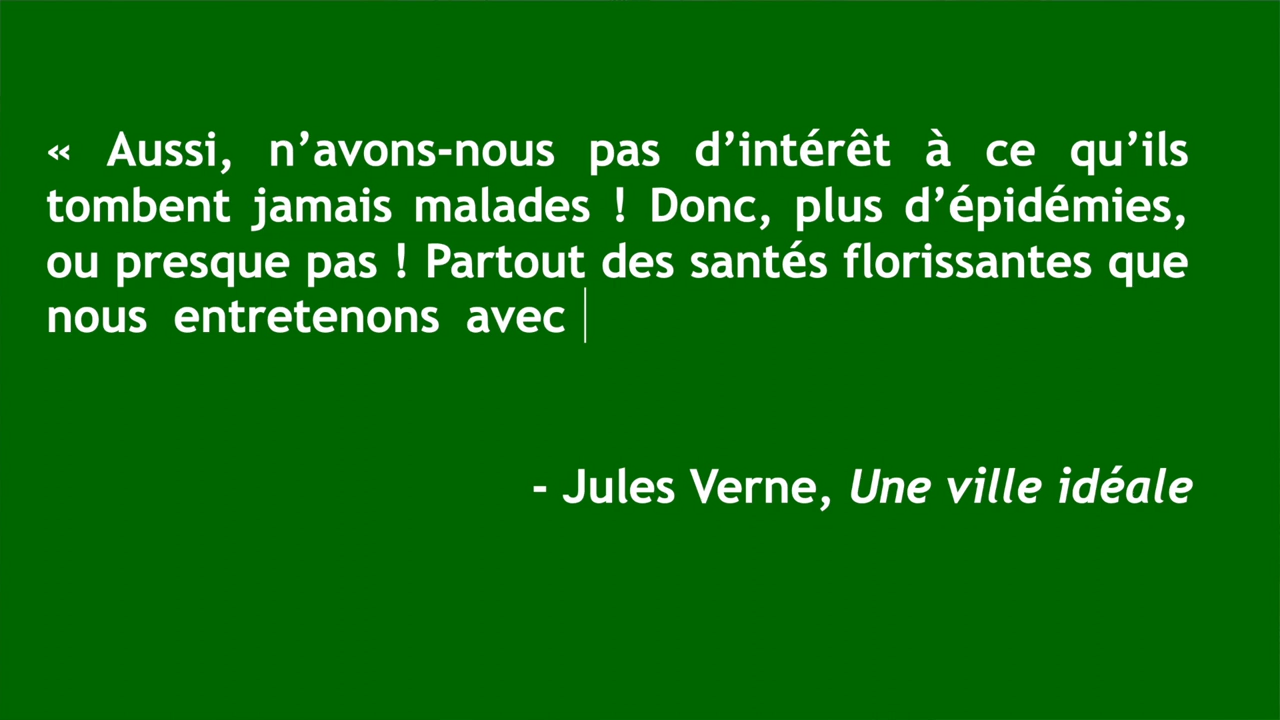 « Aussi, n’avons-nous pas d’intérêt à ce qu’ils
tombent jamais malades ! Donc, plus d’épidémies,
ou presque pas ! Partout des santés florissantes que
nous entretenons avec
- Jules Verne, Une ville idéale